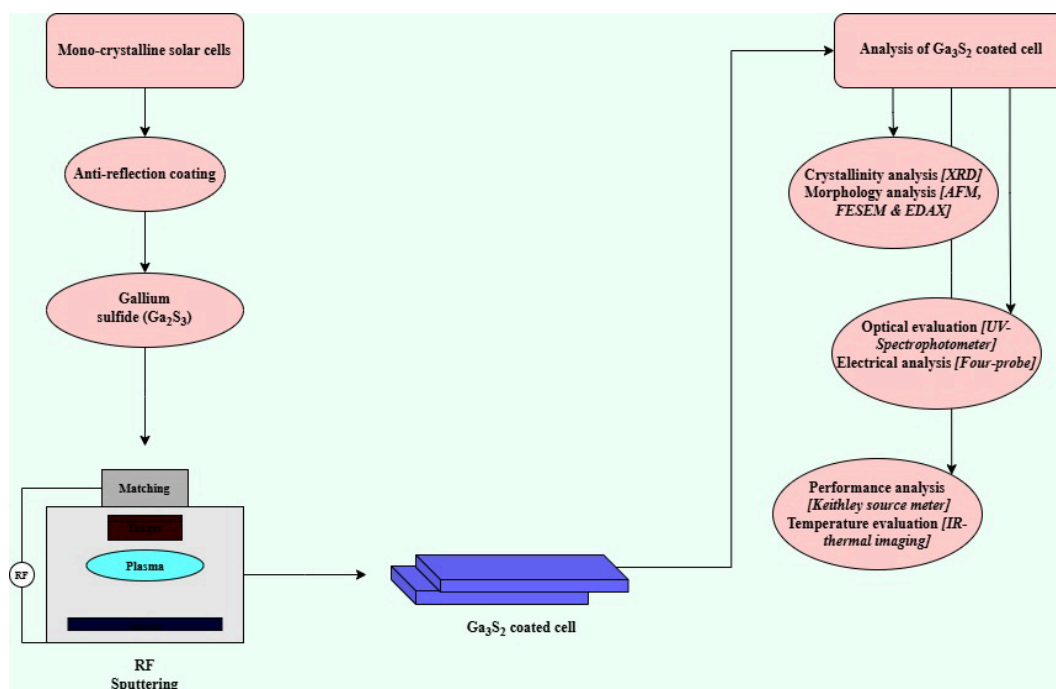 Mono-crystalline solar cells
Anti-reflection coating
Gallium
sulfide (Ga₂S₃)
Matching
Target
Plasma
RF
RF
Sputtering
Ga₃S₂ coated cell
Analysis of Ga₃S₂ coated cell
Crystallinity analysis [XRD]
Morphology analysis [AFM,
FESEM & EDAX]
Optical evaluation [UV-
Spectrophotometer]
Electrical analysis [Four-probe]
Performance analysis
[Keithley source meter]
Temperature evaluation [IR-
thermal imaging]